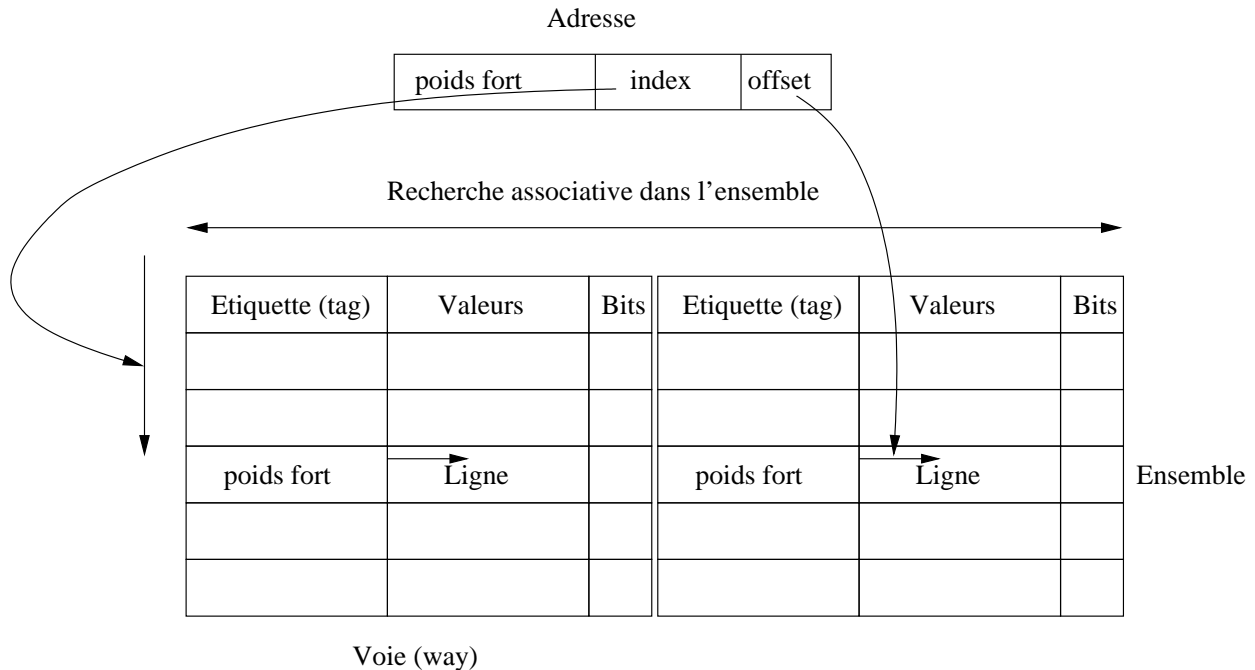 Adresse
poids fort index offset
Recherche associative dans l'ensemble
Etiquette (tag) Valeurs Bits Etiquette (tag) Valeurs Bits
poids fort Ligne poids fort Ligne Ensemble
Voie (way)